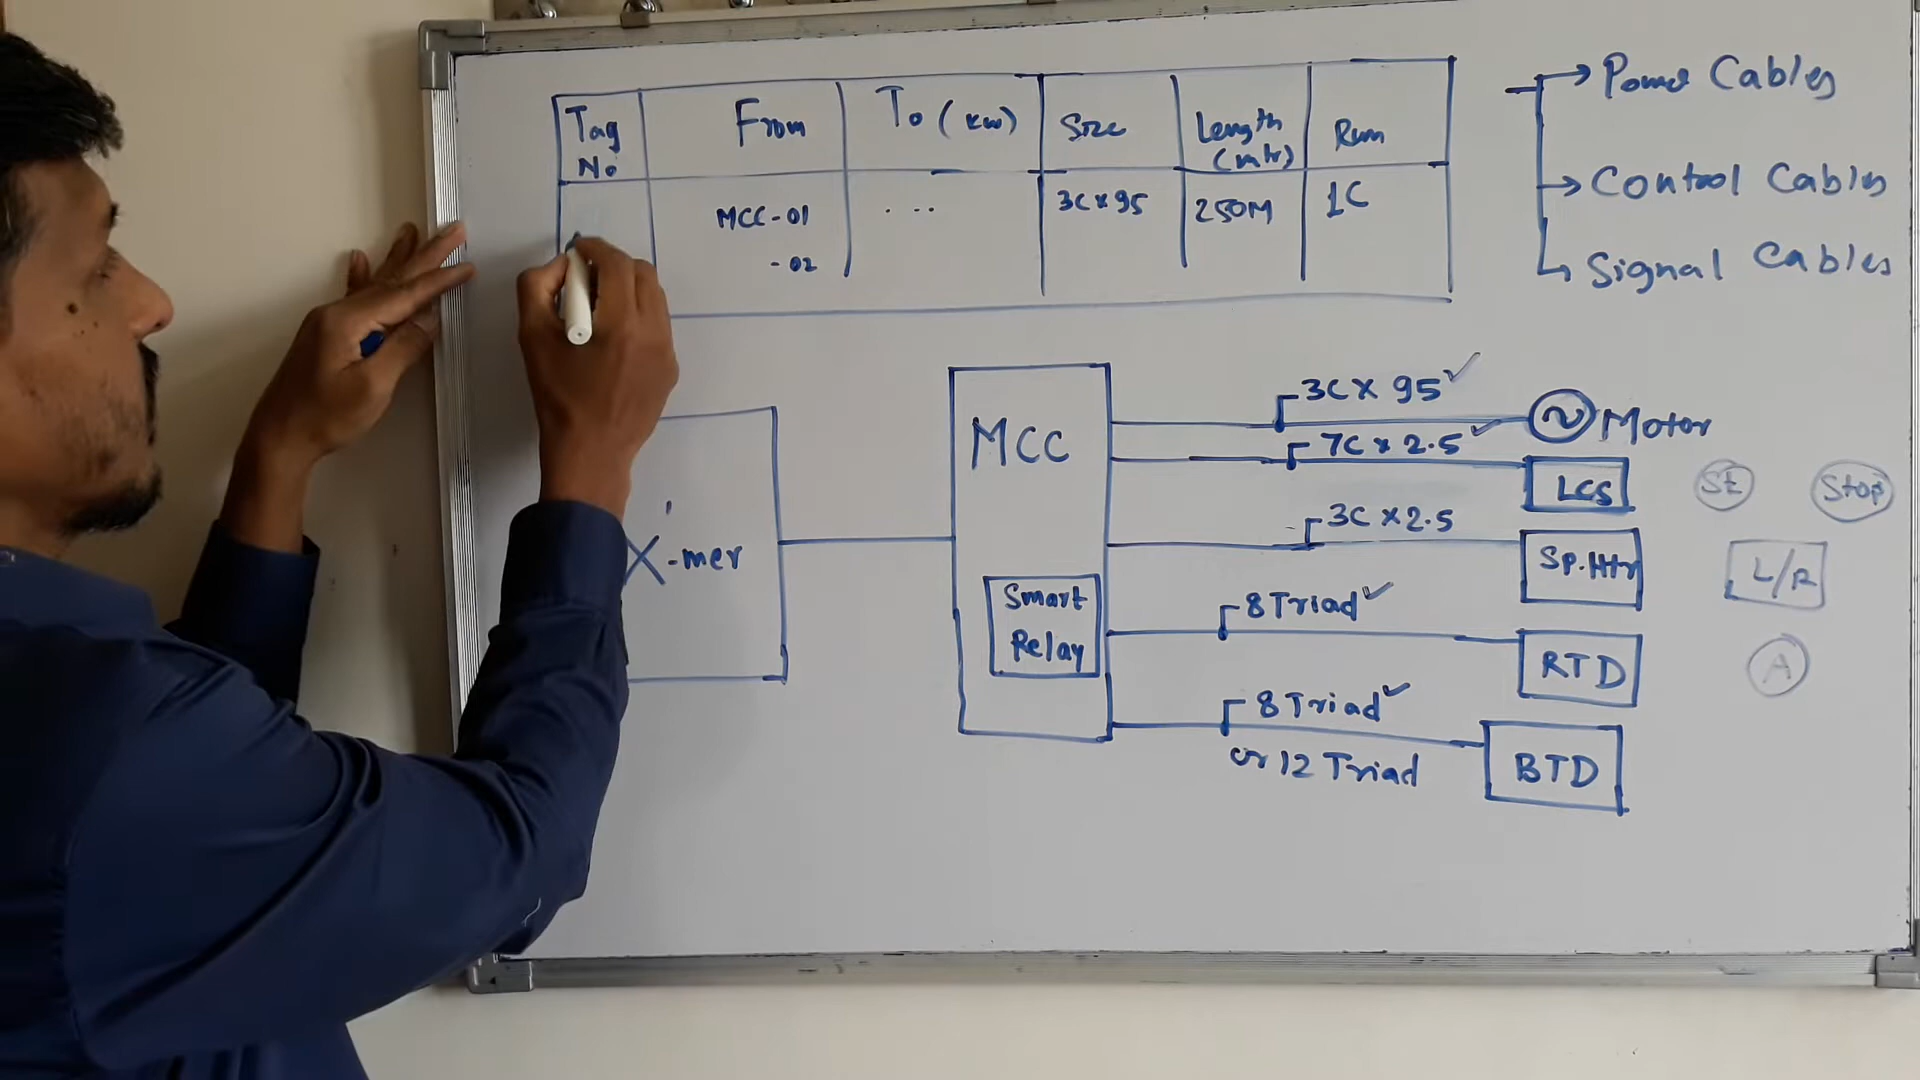 Tag No From To (kw) Size Length (mtr) Run
MCC-01 ... 3C x 95 250M 1C
-02
Power Cables
Control Cables
Signal Cables
X'-mer
MCC
Smart
Relay
3C x 95 ✓
Motor
7C x 2.5 ✓
LCS
St
Stop
3C x 2.5
Sp.Htr
L/R
8 Triad ✓
RTD
A
8 Triad ✓
or 12 Triad
BTD